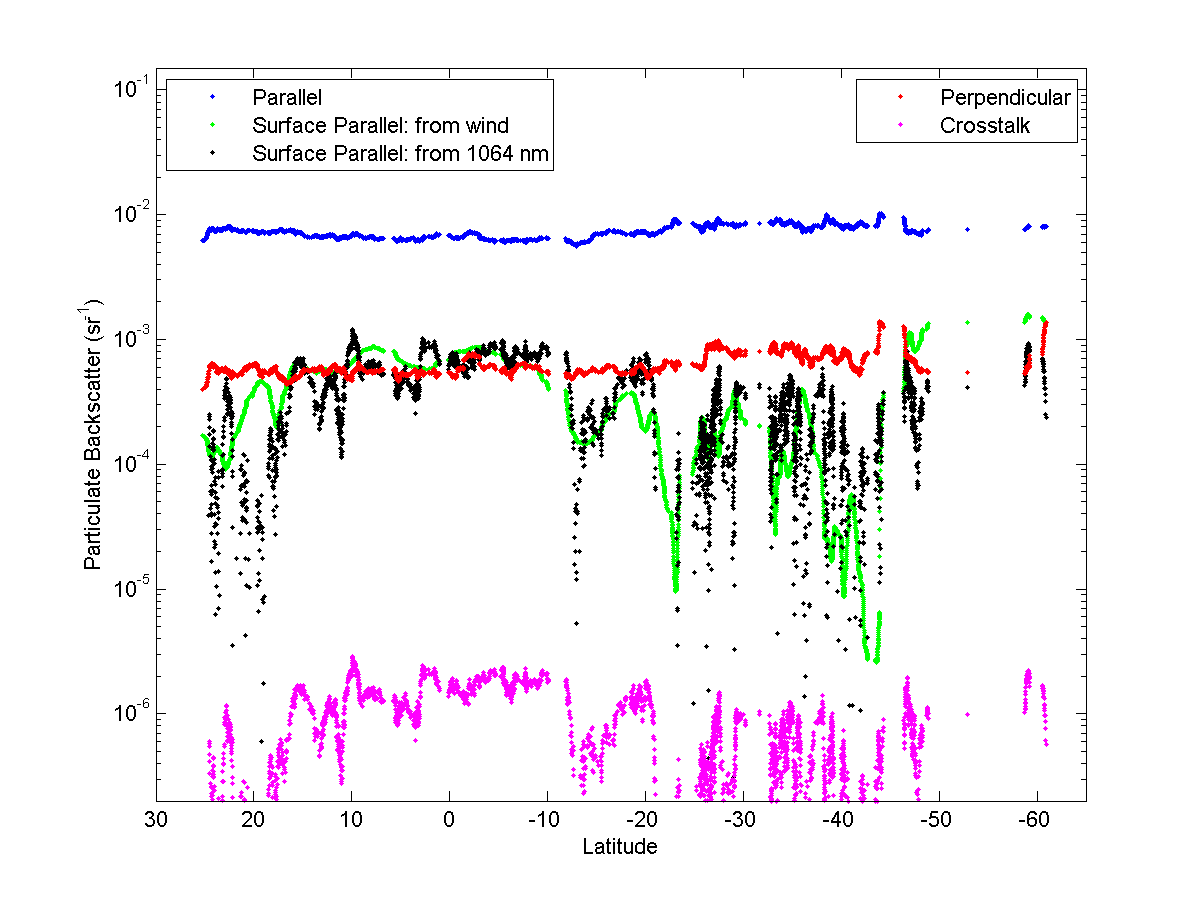 Parallel
Surface Parallel: from wind
Surface Parallel: from 1064 nm
Perpendicular
Crosstalk
10^-1
10^-2
10^-3
10^-4
10^-5
10^-6
Particulate Backscatter (sr^-1)
30 20 10 0 -10 -20 -30 -40 -50 -60
Latitude